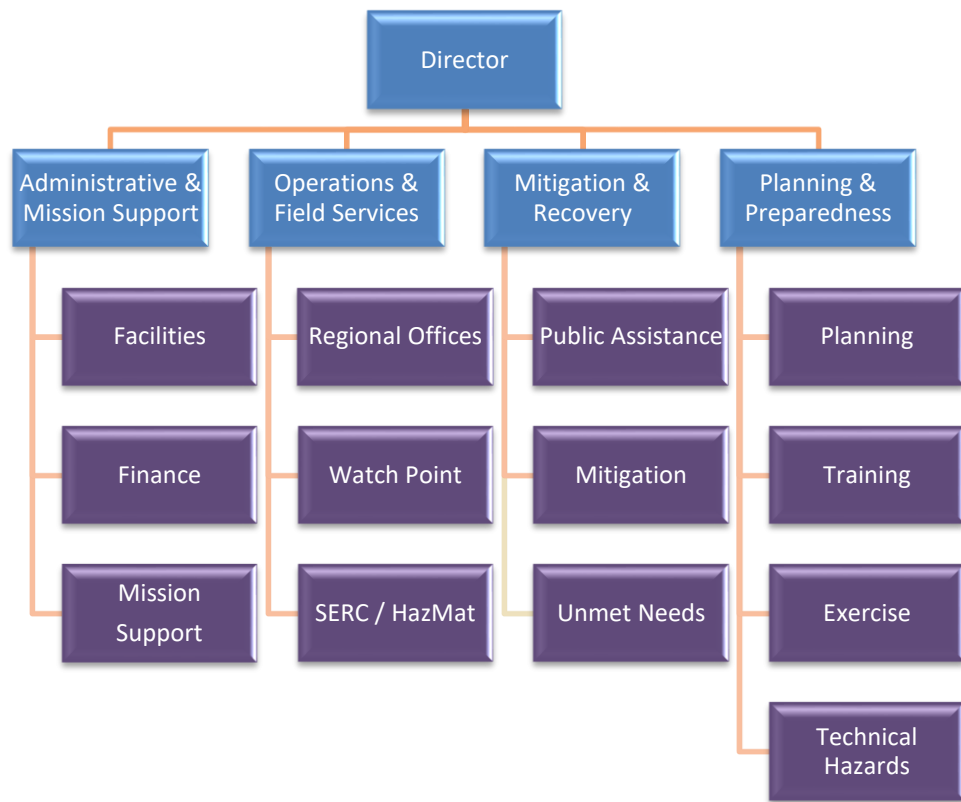 Director
Administrative &
Mission Support
Operations &
Field Services
Mitigation &
Recovery
Planning &
Preparedness
Facilities
Regional Offices
Public Assistance
Planning
Finance
Watch Point
Mitigation
Training
Mission
Support
SERC / HazMat
Unmet Needs
Exercise
Technical
Hazards